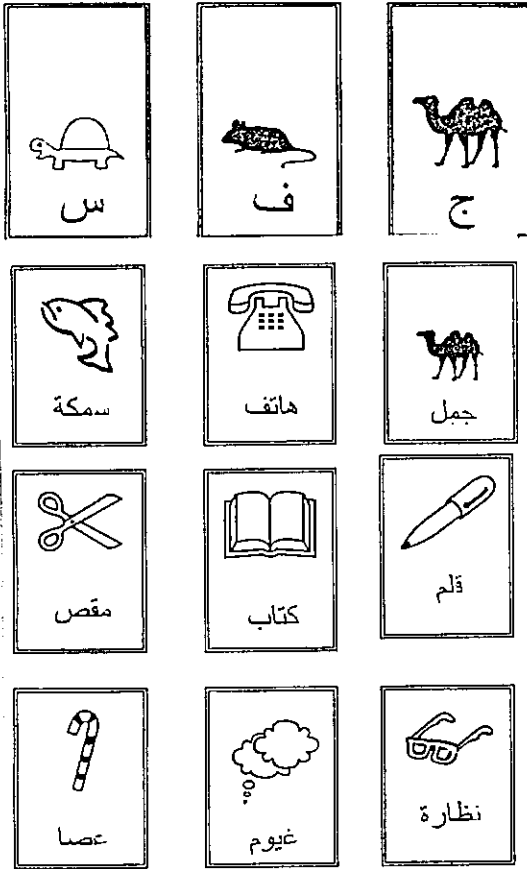 ج
ف
س
جمل
هاتف
سمكة
قلم
كتاب
مقص
نظارة
غيوم
عصا